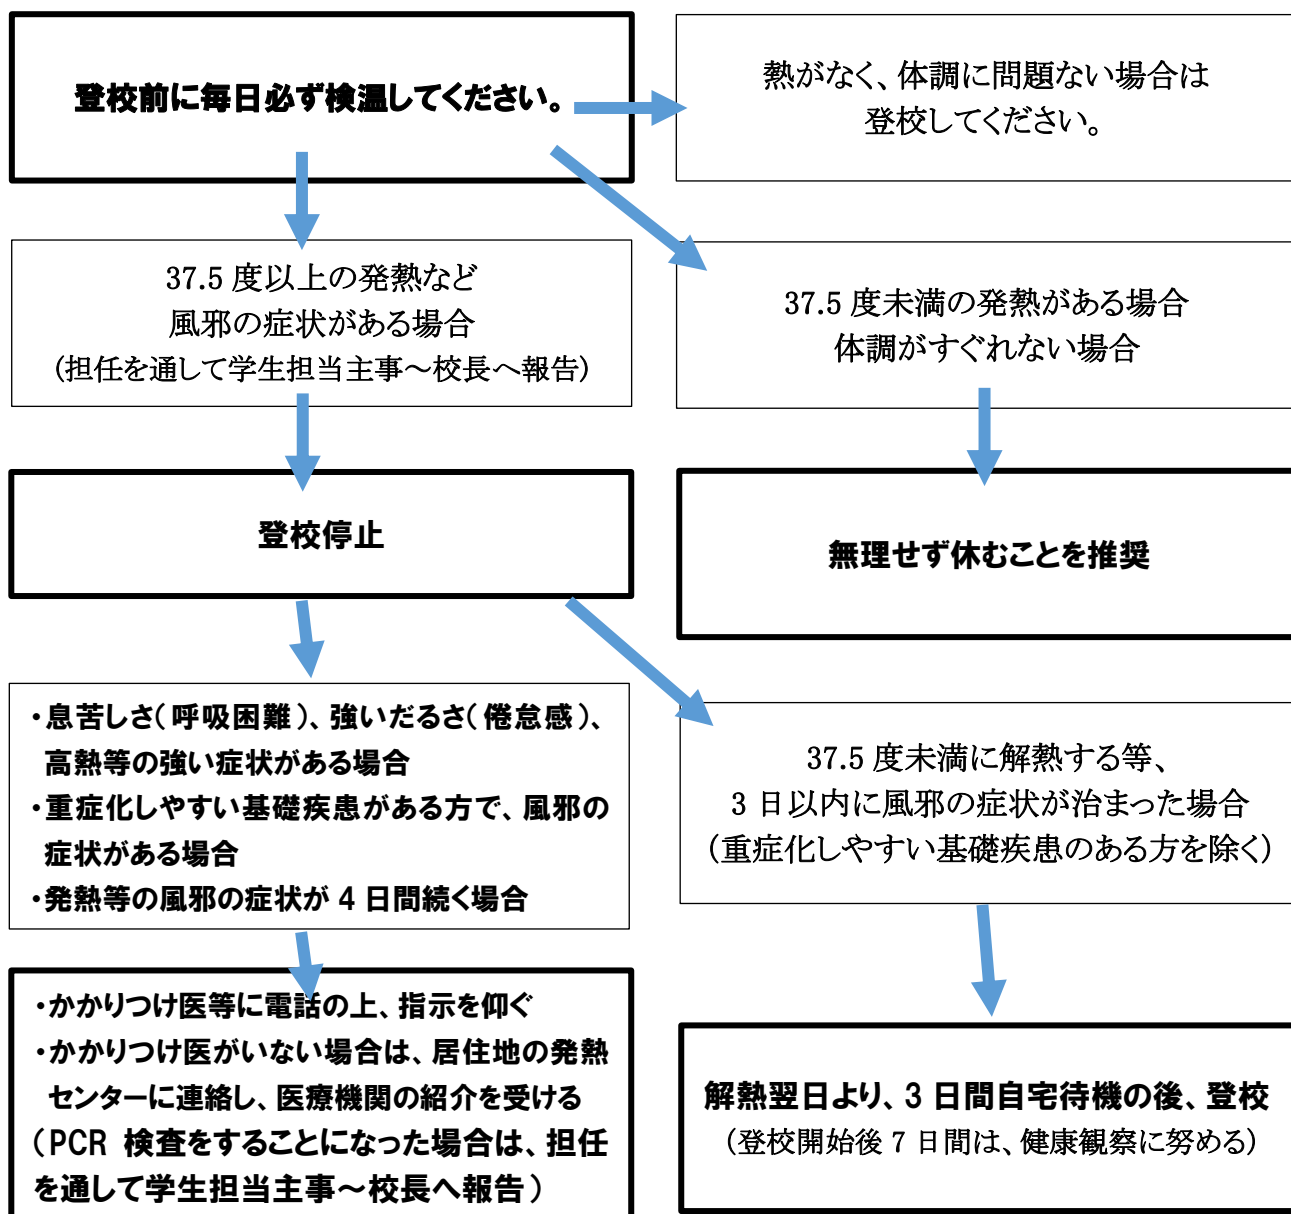 登校前に毎日必ず検温してください。
熱がなく、体調に問題ない場合は
登校してください。
37.5 度以上の発熱など
風邪の症状がある場合
(担任を通して学生担当主事～校長へ報告)
37.5 度未満の発熱がある場合
体調がすぐれない場合
登校停止
無理せず休むことを推奨
・息苦しさ(呼吸困難)、強いだるさ(倦怠感)、
高熱等の強い症状がある場合
・重症化しやすい基礎疾患がある方で、風邪の
症状がある場合
・発熱等の風邪の症状が 4 日間続く場合
37.5 度未満に解熱する等、
3 日以内に風邪の症状が治まった場合
(重症化しやすい基礎疾患のある方を除く)
・かかりつけ医等に電話の上、指示を仰ぐ
・かかりつけ医がいない場合は、居住地の発熱
センターに連絡し、医療機関の紹介を受ける
(PCR 検査をすることになった場合は、担任
を通して学生担当主事～校長へ報告)
解熱翌日より、3 日間自宅待機の後、登校
(登校開始後 7 日間は、健康観察に努める)